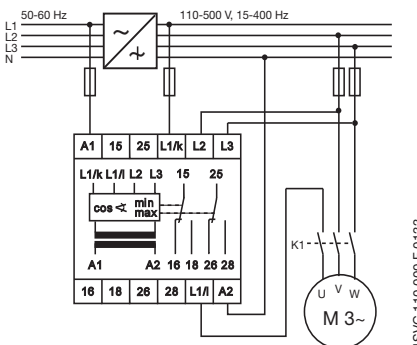 50-60 Hz 110-500 V, 15-400 Hz
L1
L2
L3
N
~
A1 15 25 L1/k L2 L3
L1/k L1/l L2 L3 15 25
cos ∢ min
max
A1 A2 16 18 26 28
16 18 26 28 L1/l A2
K1
U V W
M 3~